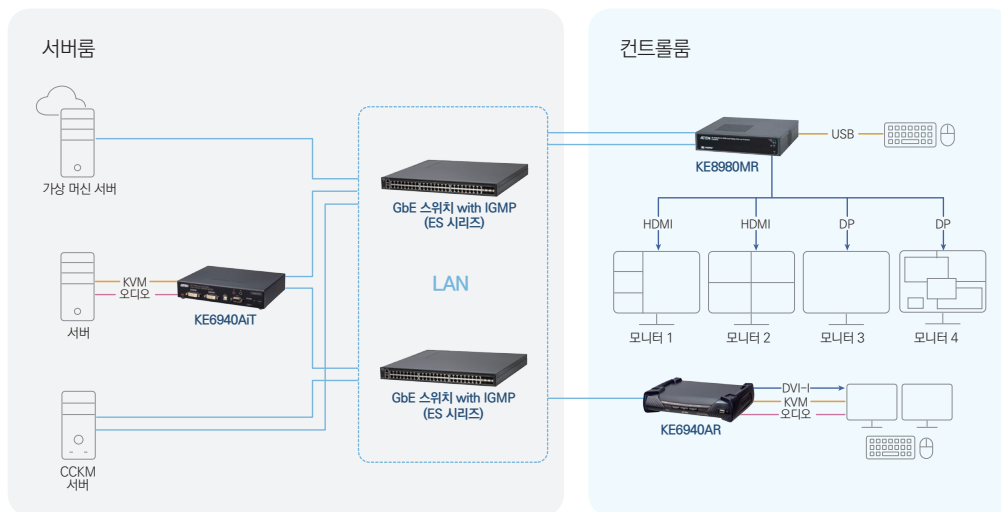 서버룸
컨트롤룸
가상 머신 서버
GbE 스위치 with IGMP
(ES 시리즈)
KE8980MR
USB
HDMI
HDMI
DP
DP
KVM
오디오
서버
KE6940AiT
LAN
모니터 1
모니터 2
모니터 3
모니터 4
GbE 스위치 with IGMP
(ES 시리즈)
KE6940AR
DVI-I
KVM
오디오
CCKM
서버